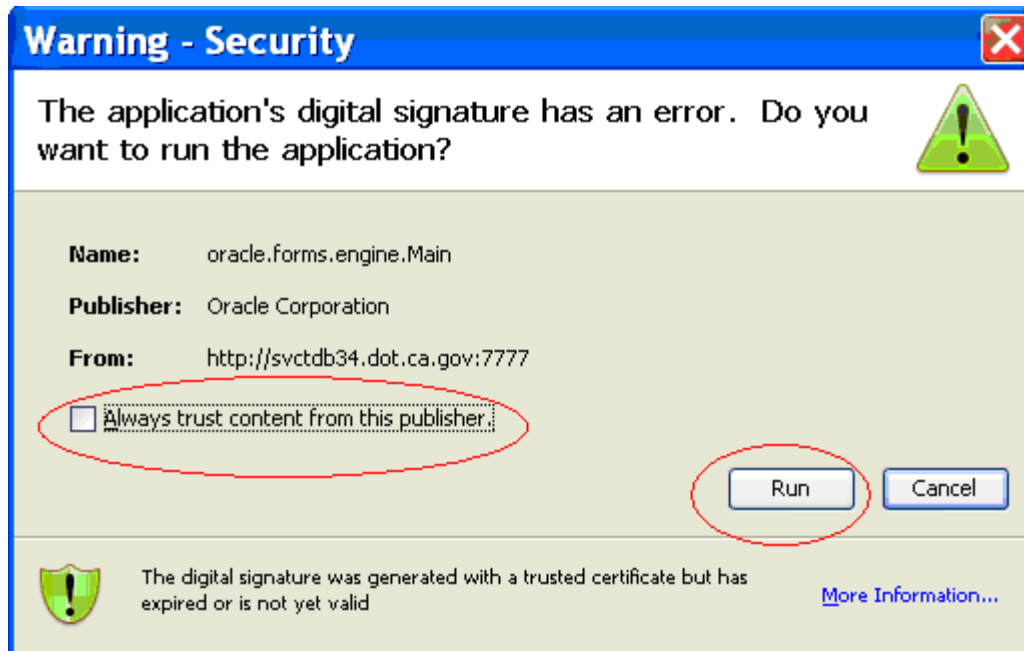 Warning - Security
The application's digital signature has an error. Do you
want to run the application?
Name: oracle.forms.engine.Main
Publisher: Oracle Corporation
From: http://svctdb34.dot.ca.gov:7777
Always trust content from this publisher.
Run Cancel
The digital signature was generated with a trusted certificate but has
expired or is not yet valid
More Information...